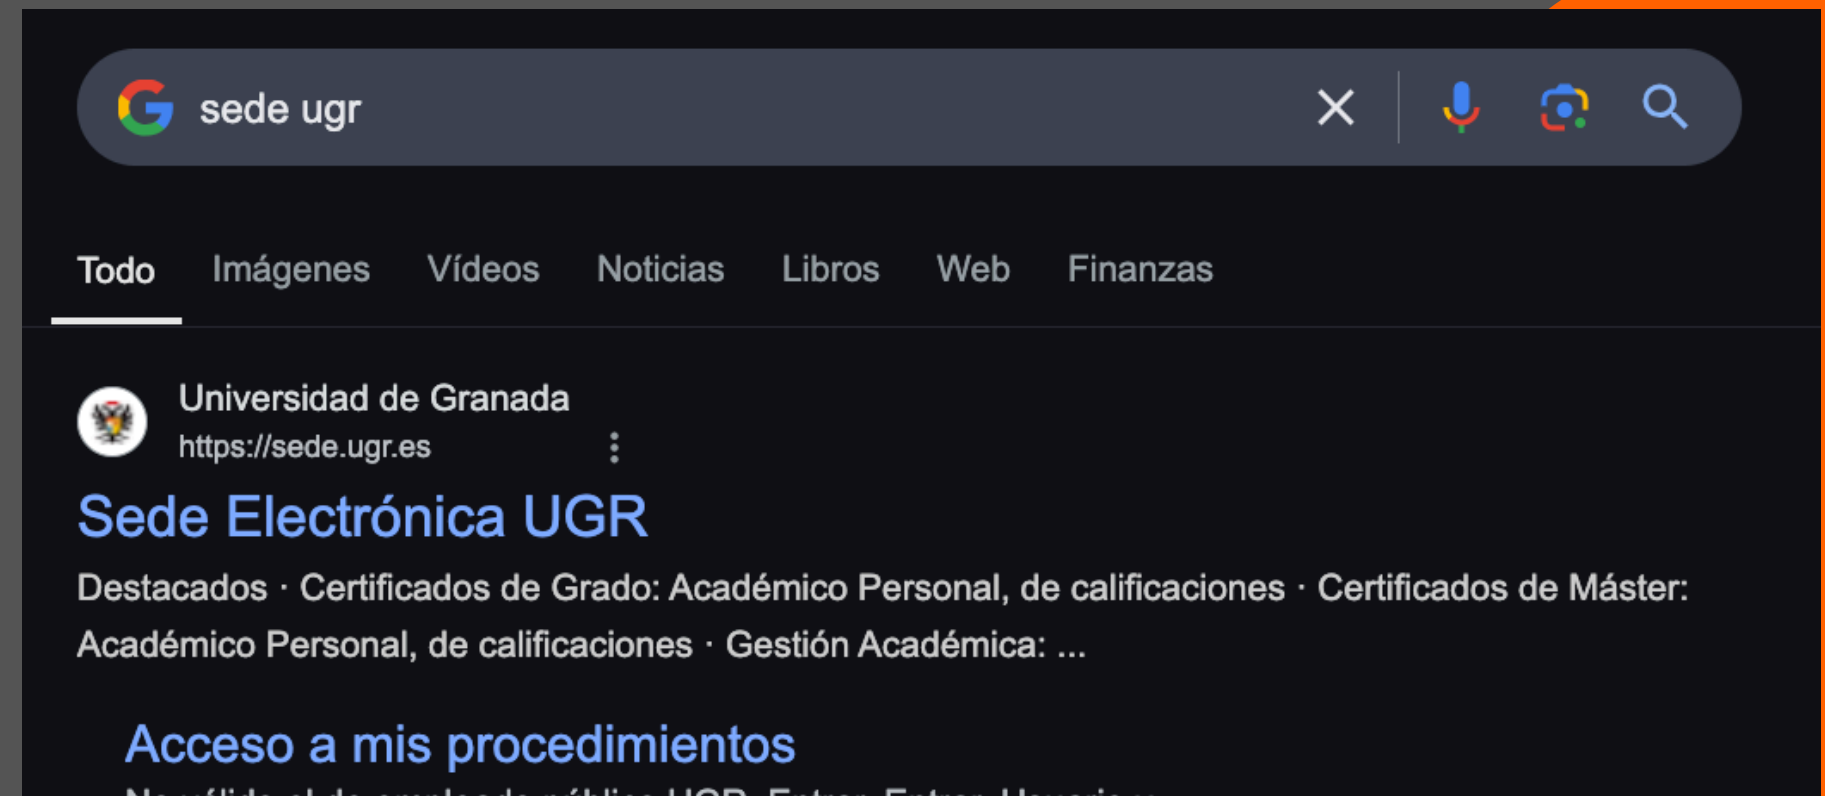 sede ugr
Todo Imágenes Vídeos Noticias Libros Web Finanzas
Universidad de Granada
https://sede.ugr.es
Sede Electrónica UGR
Destacados · Certificados de Grado: Académico Personal, de calificaciones · Certificados de Máster:
Académico Personal, de calificaciones · Gestión Académica: ...
Acceso a mis procedimientos